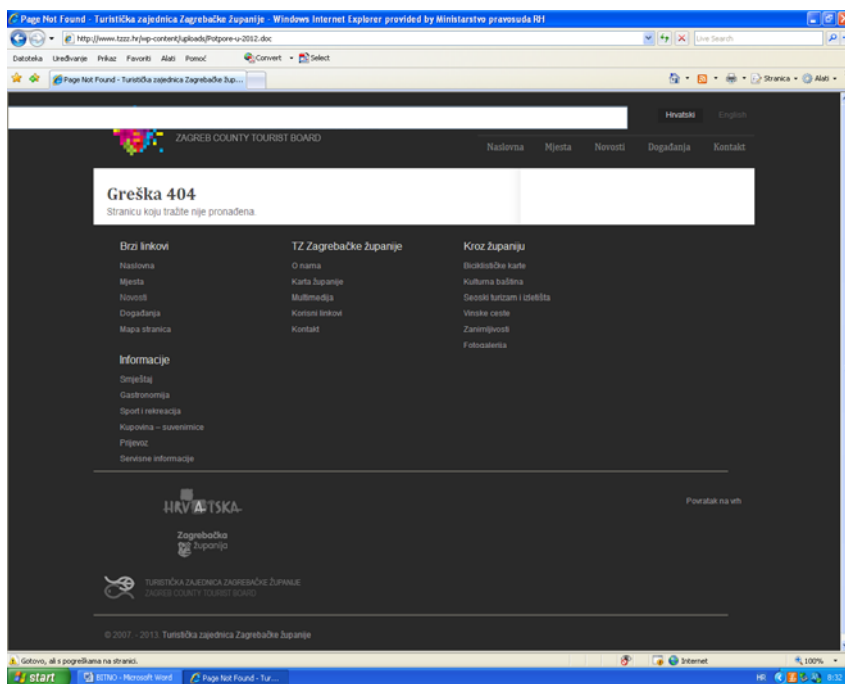 Page Not Found - Turistička zajednica Zagrebačke županije - Windows Internet Explorer provided by Ministarstvo pravosuđa RH
http://www.tzzz.hr/wp-content/uploads/Potpore-u-2012.doc
Live Search
Datoteka Uređivanje Prikaz Favoriti Alati Pomoć Convert Select
Page Not Found - Turistička zajednica Zagrebačke žup...
Stranica Alati
Hrvatski English
ZAGREB COUNTY TOURIST BOARD
Naslovna Mjesta Novosti Događanja Kontakt
Greška 404
Stranicu koju tražite nije pronađena.
Brzi linkovi
Naslovna
Mjesta
Novosti
Događanja
Mapa stranica
TZ Zagrebačke županije
O nama
Karta županije
Multimedija
Korisni linkovi
Kontakt
Kroz županiju
Biciklističke karte
Kulturna baština
Seoski turizam i izletišta
Vinske ceste
Zanimljivosti
Fotogalerija
Informacije
Smještaj
Gastronomija
Sport i rekreacija
Kupovina – suvenirnice
Prijevoz
Servisne informacije
HRVATSKA
Povratak na vrh
Zagrebačka
županija
TURISTIČKA ZAJEDNICA ZAGREBAČKE ŽUPANIJE
ZAGREB COUNTY TOURIST BOARD
© 2007. - 2013. Turistička zajednica Zagrebačke županije
Gotovo, ali s pogreškama na stranici.
Internet
100%
start
BITNO - Microsoft Word
Page Not Found - Tur...
HR
8:32